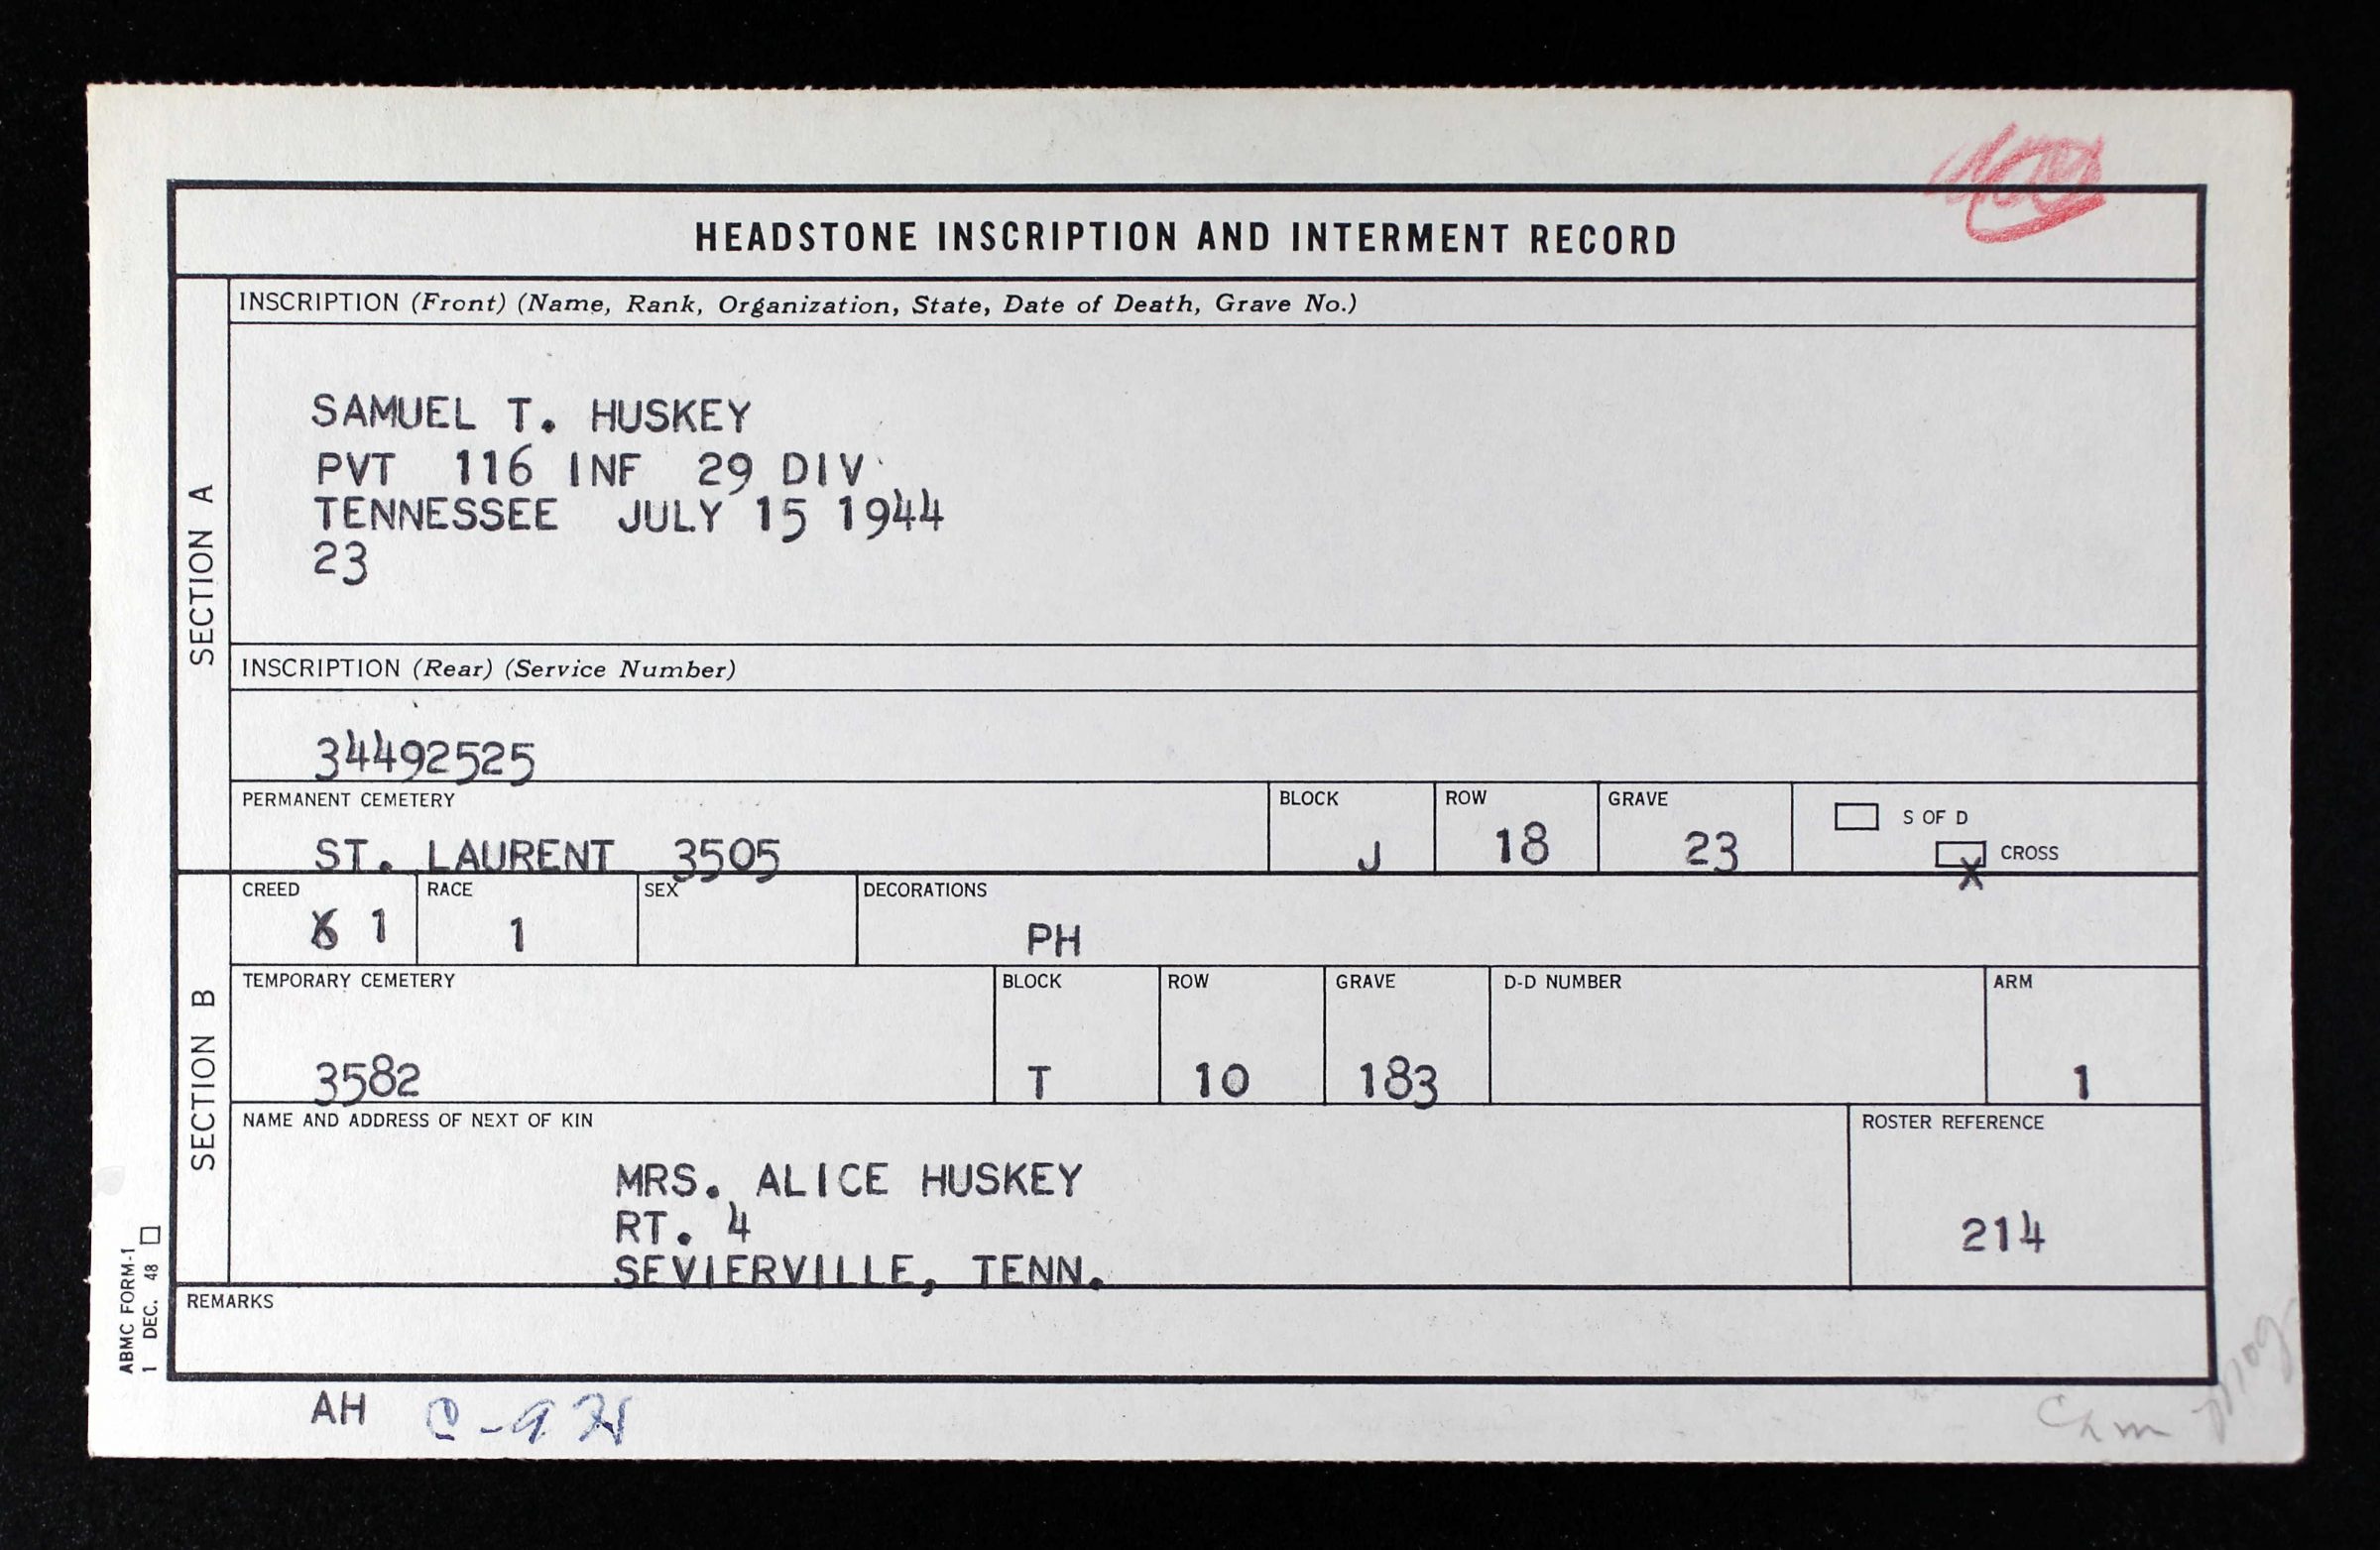 HEADSTONE INSCRIPTION AND INTERMENT RECORD
SECTION A
INSCRIPTION (Front) (Name, Rank, Organization, State, Date of Death, Grave No.)
SAMUEL T. HUSKEY
PVT 116 INF 29 DIV
TENNESSEE JULY 15 1944
23
INSCRIPTION (Rear) (Service Number)
34492525
PERMANENT CEMETERY
ST. LAURENT 3505
BLOCK
J
ROW
18
GRAVE
23
S OF D
X CROSS
SECTION B
CREED
1
RACE
1
SEX
DECORATIONS
PH
TEMPORARY CEMETERY
3582
BLOCK
T
ROW
10
GRAVE
183
D-D NUMBER
ARM
1
NAME AND ADDRESS OF NEXT OF KIN
MRS. ALICE HUSKEY
RT. 4
SEVIERVILLE, TENN.
ROSTER REFERENCE
214
REMARKS
ABMC FORM-1
1 DEC. 48
AH